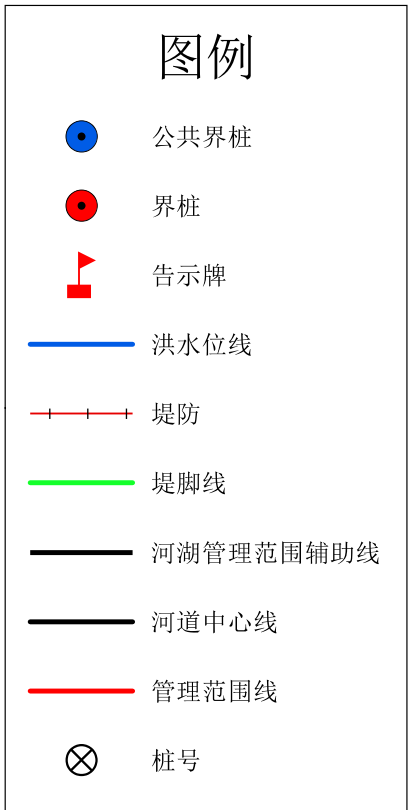 图例
公共界桩
界桩
告示牌
洪水位线
堤防
堤脚线
河湖管理范围辅助线
河道中心线
管理范围线
桩号